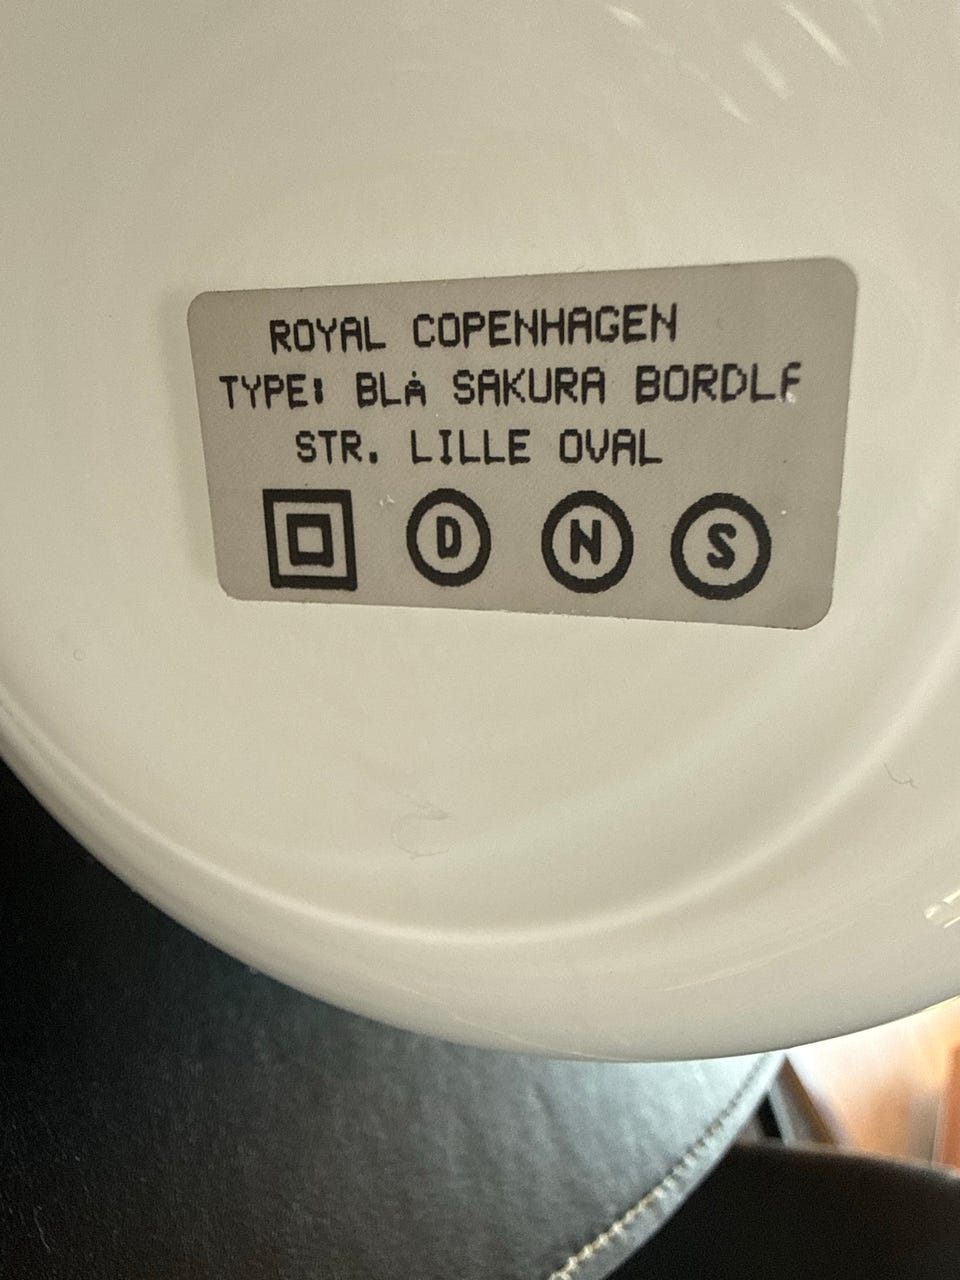 ROYAL COPENHAGEN
TYPE: BLÅ SAKURA BORDLF
STR. LILLE OVAL
D N S